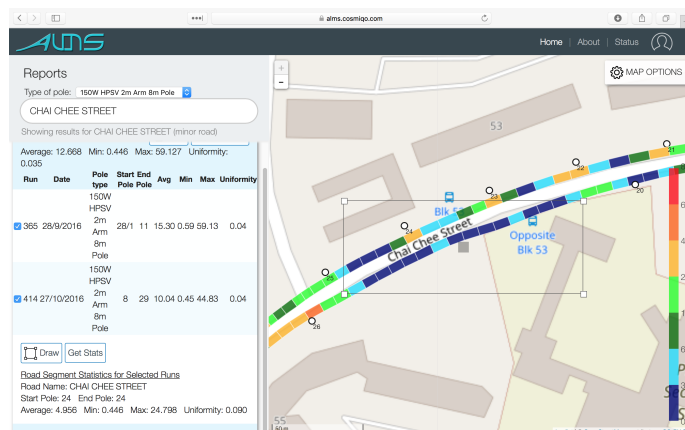 alms.cosmiqo.com
ALMS
Home | About | Status
Reports
Type of pole: 150W HPSV 2m Arm 8m Pole
CHAI CHEE STREET
Showing results for CHAI CHEE STREET (minor road)
Average: 12.668 Min: 0.446 Max: 59.127 Uniformity:
0.035
Run Date Pole type Start Pole End Pole Avg Min Max Uniformity
365 28/9/2016 150W HPSV 2m Arm 8m Pole 28/1 11 15.30 0.59 59.13 0.04
414 27/10/2016 150W HPSV 2m Arm 8m Pole 8 29 10.04 0.45 44.83 0.04
Draw Get Stats
Road Segment Statistics for Selected Runs
Road Name: CHAI CHEE STREET
Start Pole: 24 End Pole: 24
Average: 4.956 Min: 0.446 Max: 24.798 Uniformity: 0.090
+
-
MAP OPTIONS
53
21
22
20
23
Blk
24
Opposite
Blk 53
Chai Chee Street
25
26
55